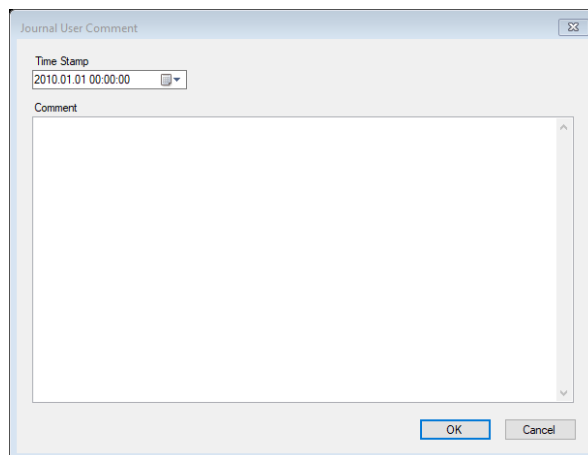 Journal User Comment
Time Stamp
2010.01.01 00:00:00
Comment
OK Cancel